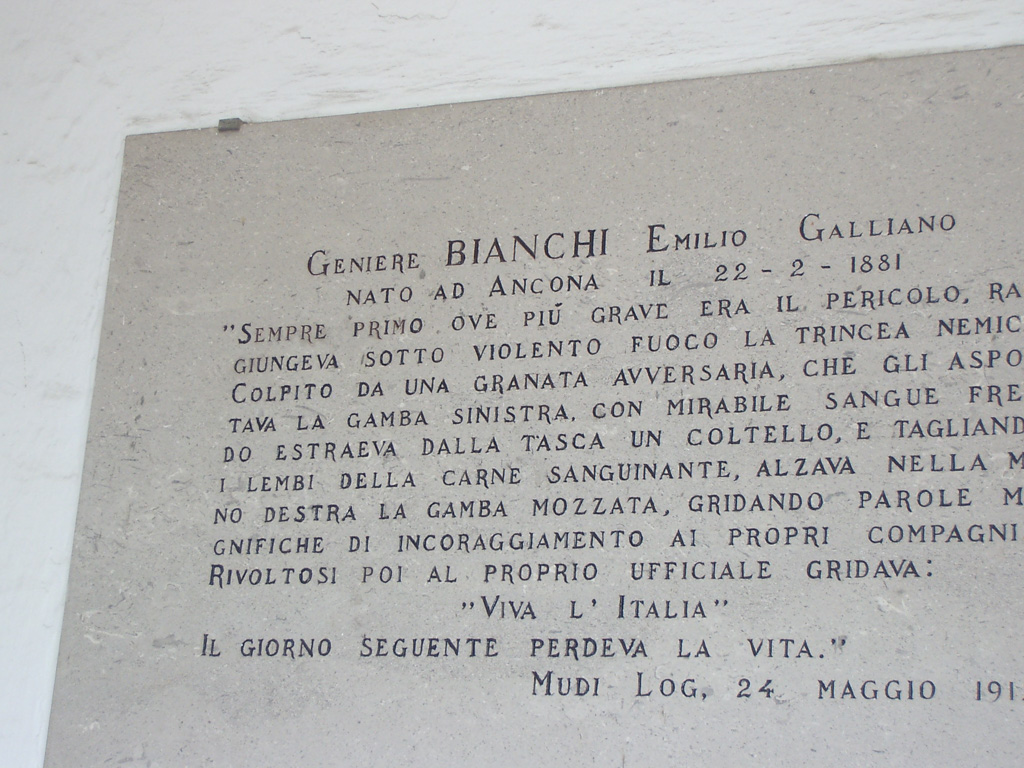 GENIERE BIANCHI EMILIO GALLIANO
NATO AD ANCONA IL 22 - 2 - 1881
"SEMPRE PRIMO OVE PIÚ GRAVE ERA IL PERICOLO, RA
GIUNGEVA SOTTO VIOLENTO FUOCO LA TRINCEA NEMIC
COLPITO DA UNA GRANATA AVVERSARIA, CHE GLI ASPO
TAVA LA GAMBA SINISTRA, CON MIRABILE SANGUE FRE
DO ESTRAEVA DALLA TASCA UN COLTELLO, E TAGLIAND
I LEMBI DELLA CARNE SANGUINANTE, ALZAVA NELLA M
NO DESTRA LA GAMBA MOZZATA, GRIDANDO PAROLE M
GNIFICHE DI INCORAGGIAMENTO AI PROPRI COMPAGNI
RIVOLTOSI POI AL PROPRIO UFFICIALE GRIDAVA:
"VIVA L' ITALIA"
IL GIORNO SEGUENTE PERDEVA LA VITA."
MUDI LOG, 24 MAGGIO 191